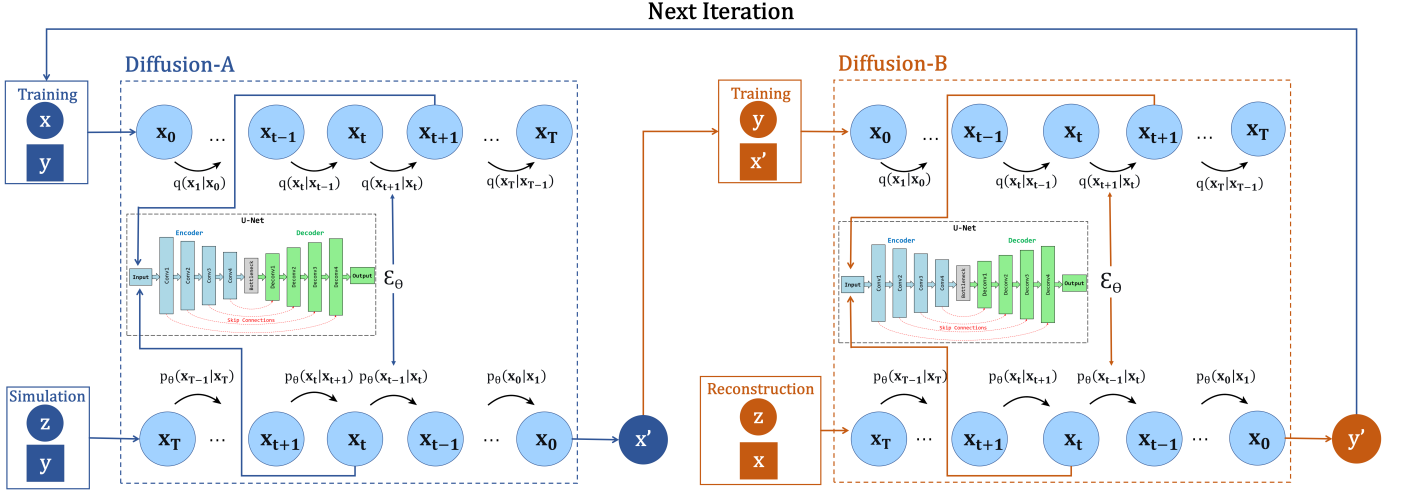 Next Iteration
Diffusion-A
Training
x
y
x0 ... xt-1 xt xt+1 ... xT
q(x1|x0) q(xt|xt-1) q(xt+1|xt) q(xT|xT-1)
U-Net
Encoder Decoder
Input Conv1 Conv2 Conv3 Conv4 Bottleneck Deconv1 Deconv2 Deconv3 Deconv4 Output
Skip Connections
εθ
Simulation
z
y
pθ(xT-1|xT) pθ(xt|xt+1) pθ(xt-1|xt) pθ(x0|x1)
xT ... xt+1 xt xt-1 ... x0
x'
Diffusion-B
Training
y
x'
x0 ... xt-1 xt xt+1 ... xT
q(x1|x0) q(xt|xt-1) q(xt+1|xt) q(xT|xT-1)
U-Net
Encoder Decoder
Input Conv1 Conv2 Conv3 Conv4 Bottleneck Deconv1 Deconv2 Deconv3 Deconv4 Output
Skip Connections
εθ
Reconstruction
z
x
pθ(xT-1|xT) pθ(xt|xt+1) pθ(xt-1|xt) pθ(x0|x1)
xT ... xt+1 xt xt-1 ... x0
y'